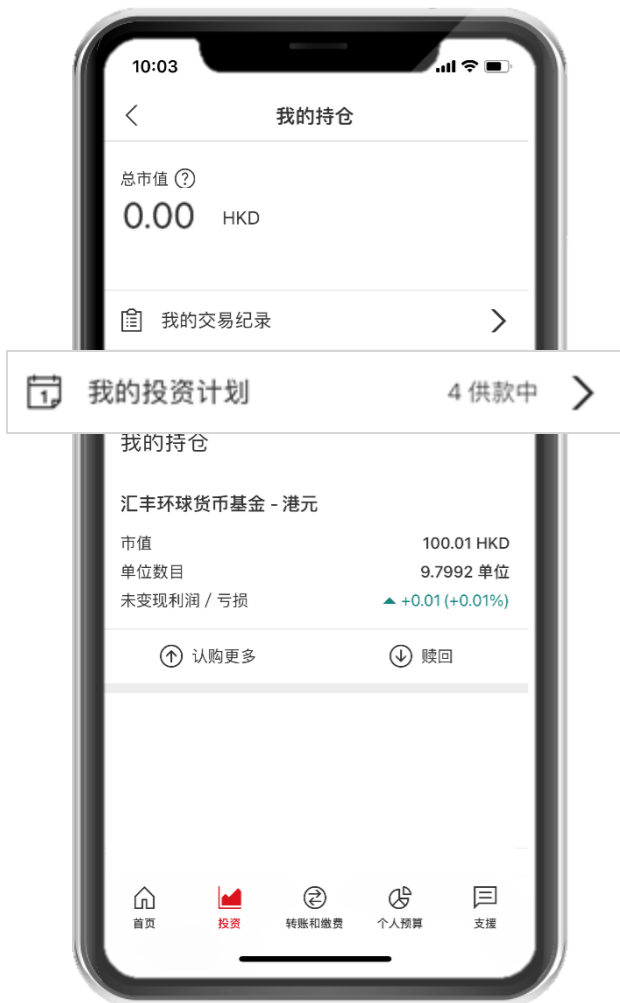 10:03
我的持仓
总市值 ?
0.00 HKD
我的交易纪录
1 我的投资计划 4 供款中
我的持仓
汇丰环球货币基金 - 港元
市值 100.01 HKD
单位数目 9.7992 单位
未变现利润 / 亏损 ▲ +0.01 (+0.01%)
认购更多 赎回
首页 投资 转账和缴费 个人预算 支援